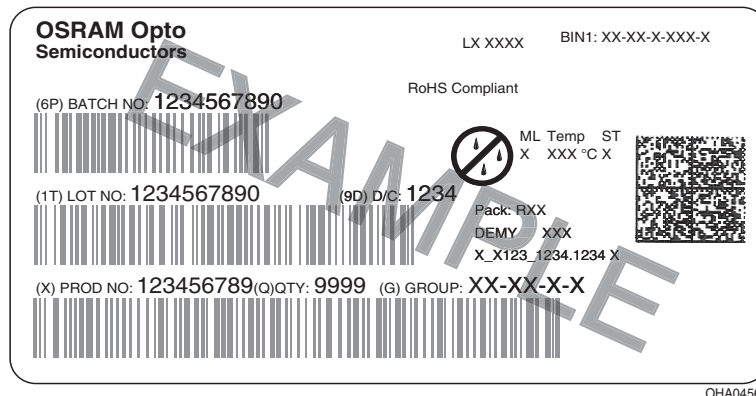 OSRAM Opto
Semiconductors
LX XXXX
BIN1: XX-XX-X-XXX-X
RoHS Compliant
(6P) BATCH NO: 1234567890
ML Temp ST
X XXX °C X
(1T) LOT NO: 1234567890 (9D) D/C: 1234
Pack: RXX
DEMY XXX
X_X123_1234.1234 X
(X) PROD NO: 123456789(Q)QTY: 9999 (G) GROUP: XX-XX-X-X
EXAMPLE